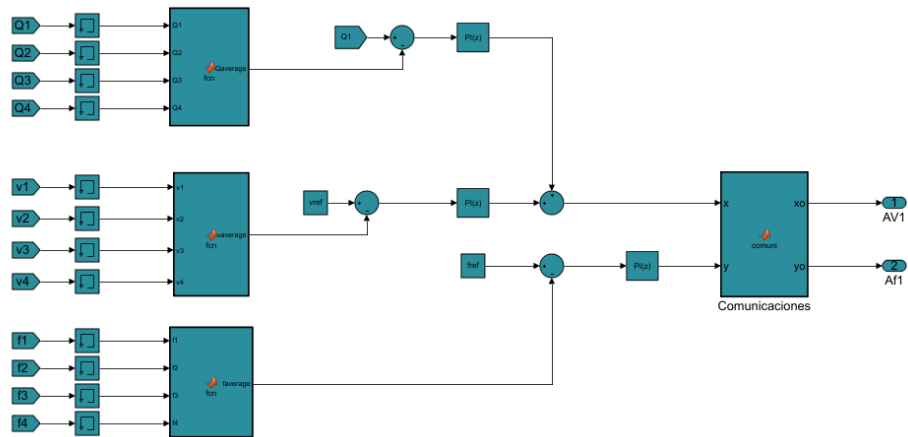 Q1
Q2
Q3
Q4
Q1
Q2
Q3
Q4
Qaverage
fcn
Q1
+
−
PI(z)
v1
v2
v3
v4
v1
v2
v3
v4
fcn
vref
+
−
PI(z)
+
+
f1
f2
f3
f4
f1
f2
f3
f4
faverage
fcn
fref
+
−
PI(z)
x
y
comuni
xo
yo
Comunicaciones
1
AV1
2
Af1